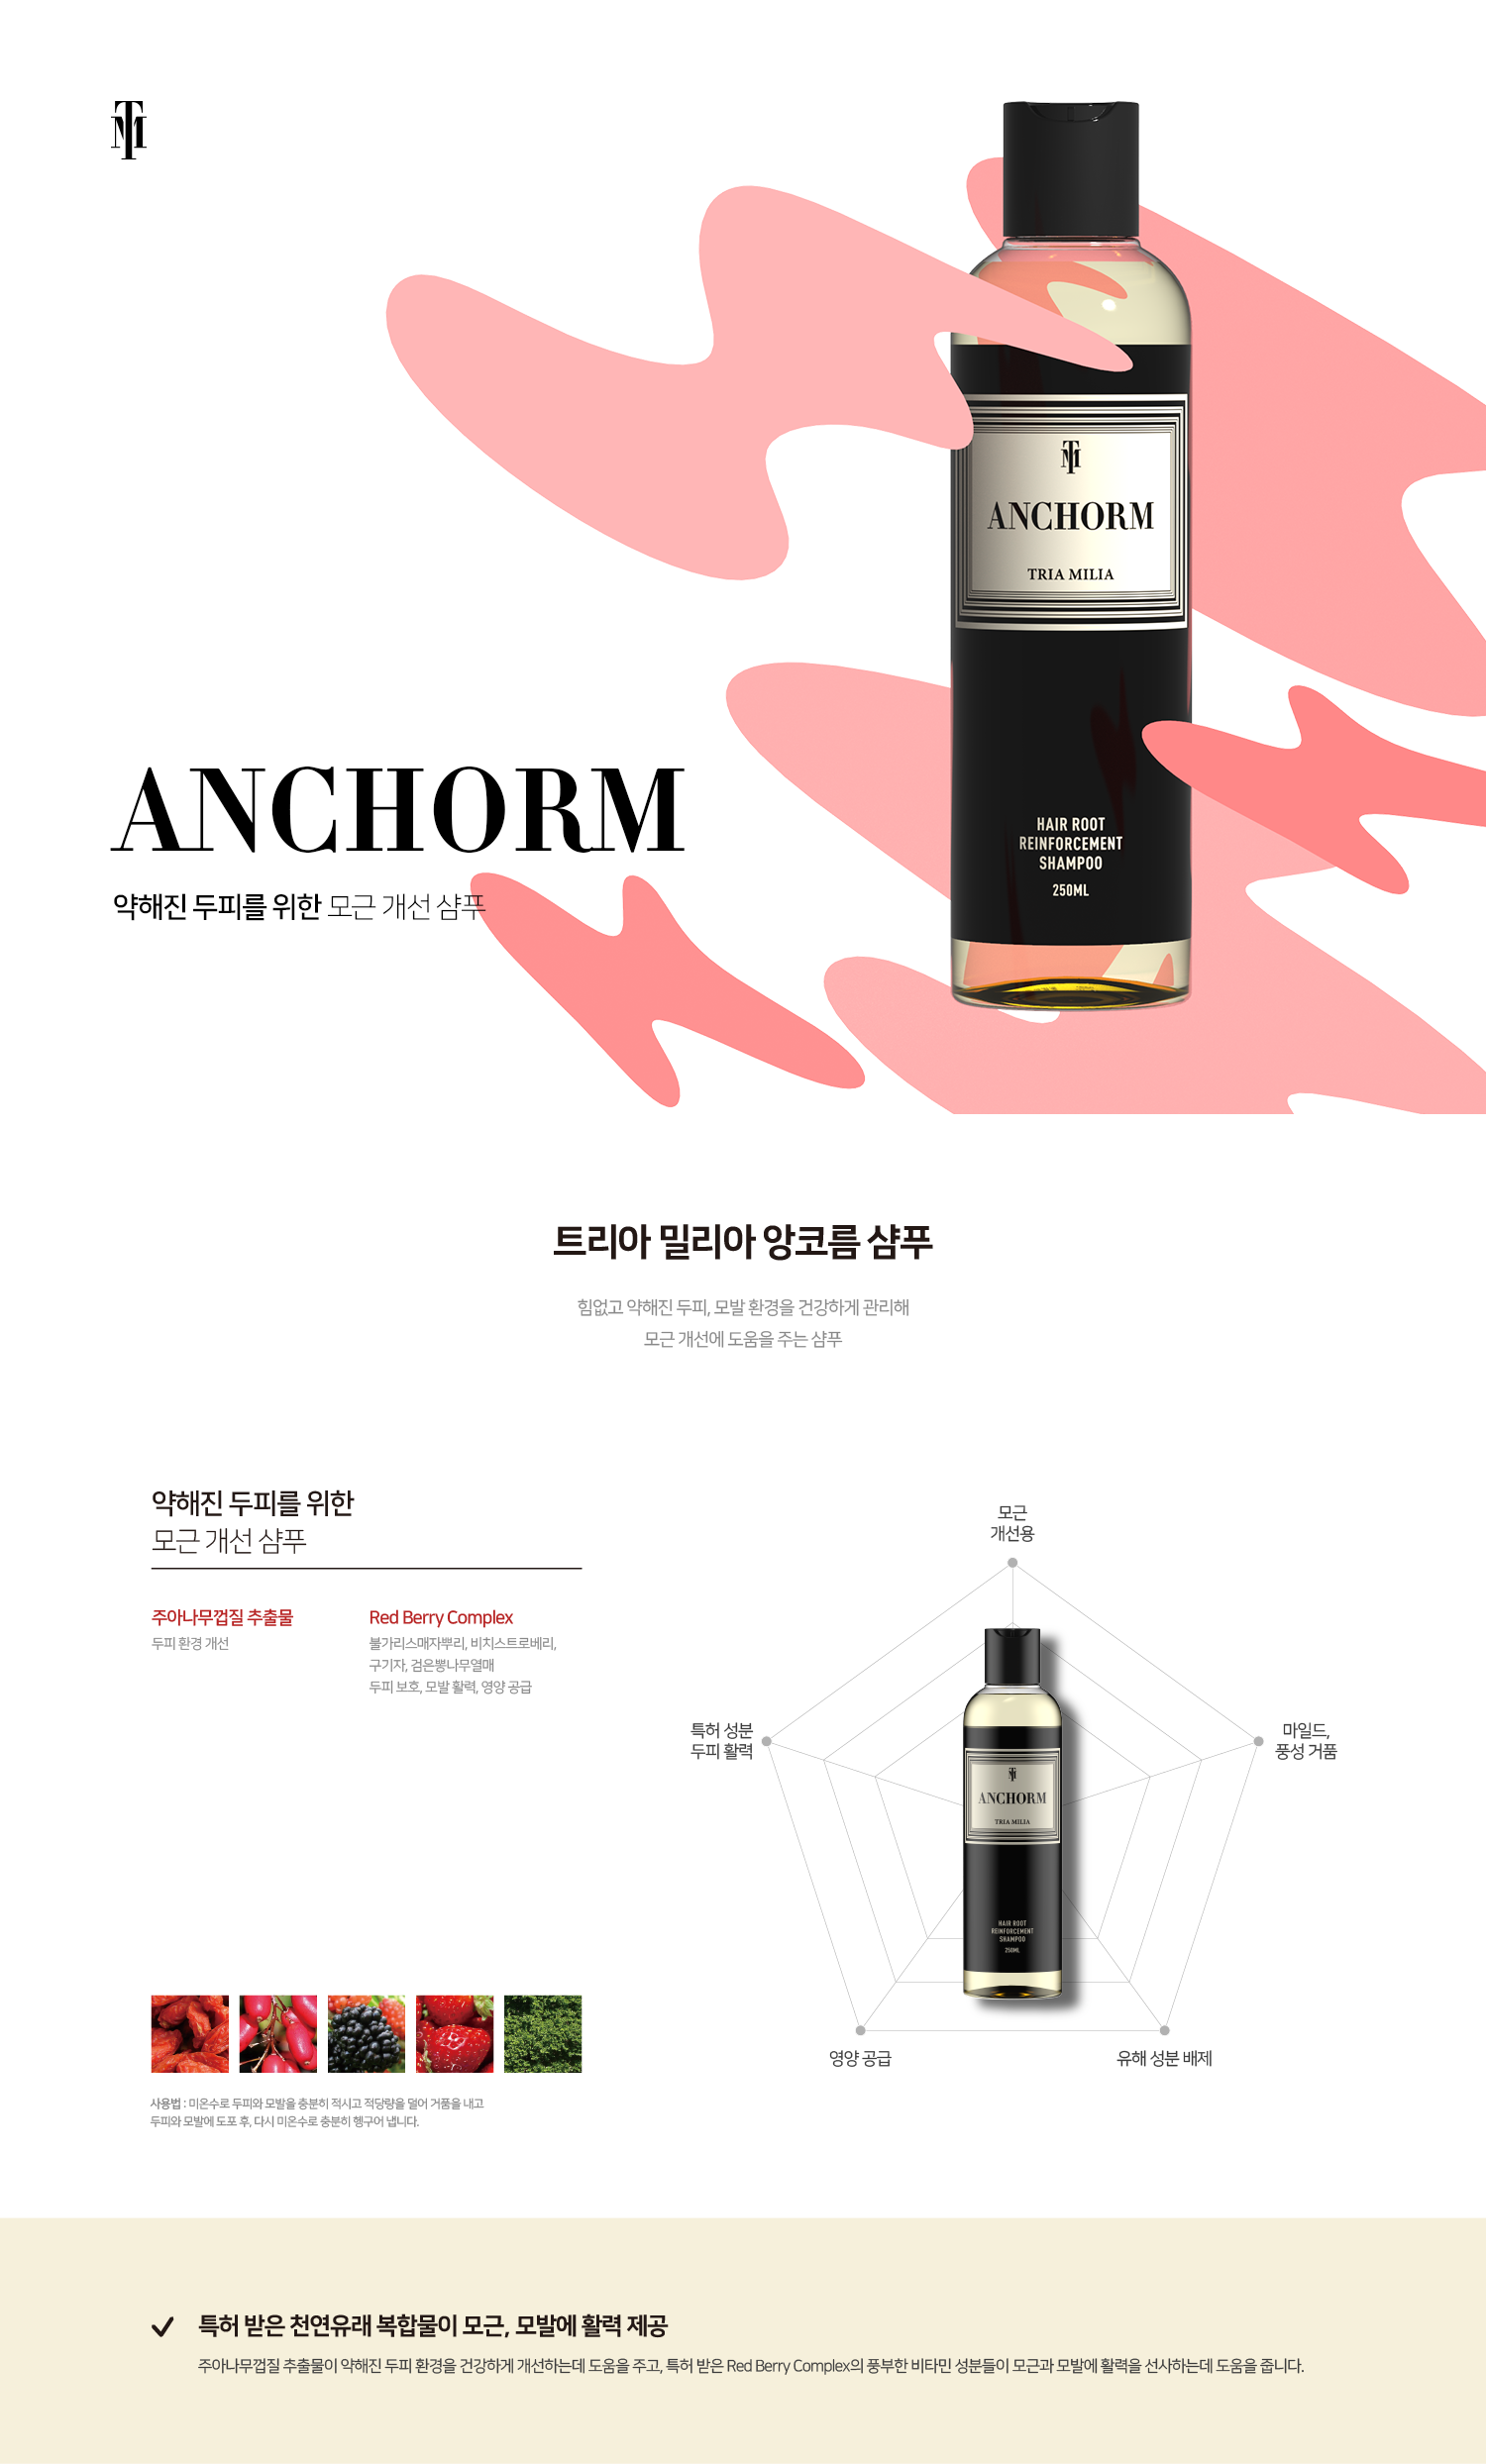 TM
ANCHORM
TRIA MILIA
HAIR ROOT
REINFORCEMENT
SHAMPOO
250ML
ANCHORM
약해진 두피를 위한 모근 개선 샴푸
트리아 밀리아 앙코름 샴푸
힘없고 약해진 두피, 모발 환경을 건강하게 관리해
모근 개선에 도움을 주는 샴푸
약해진 두피를 위한
모근 개선 샴푸
주아나무껍질 추출물
두피 환경 개선
Red Berry Complex
불가리스매자뿌리, 비치스트로베리,
구기자, 검은뽕나무열매
두피 보호, 모발 활력, 영양 공급
모근
개선용
특허 성분
두피 활력
마일드,
풍성 거품
TM
ANCHORM
TRIA MILIA
HAIR ROOT
REINFORCEMENT
SHAMPOO
250ML
영양 공급
유해 성분 배제
사용법 : 미온수로 두피와 모발을 충분히 적시고 적당량을 덜어 거품을 내고
두피와 모발에 도포 후, 다시 미온수로 충분히 헹구어 냅니다.
특허 받은 천연유래 복합물이 모근, 모발에 활력 제공
주아나무껍질 추출물이 약해진 두피 환경을 건강하게 개선하는데 도움을 주고, 특허 받은 Red Berry Complex의 풍부한 비타민 성분들이 모근과 모발에 활력을 선사하는데 도움을 줍니다.